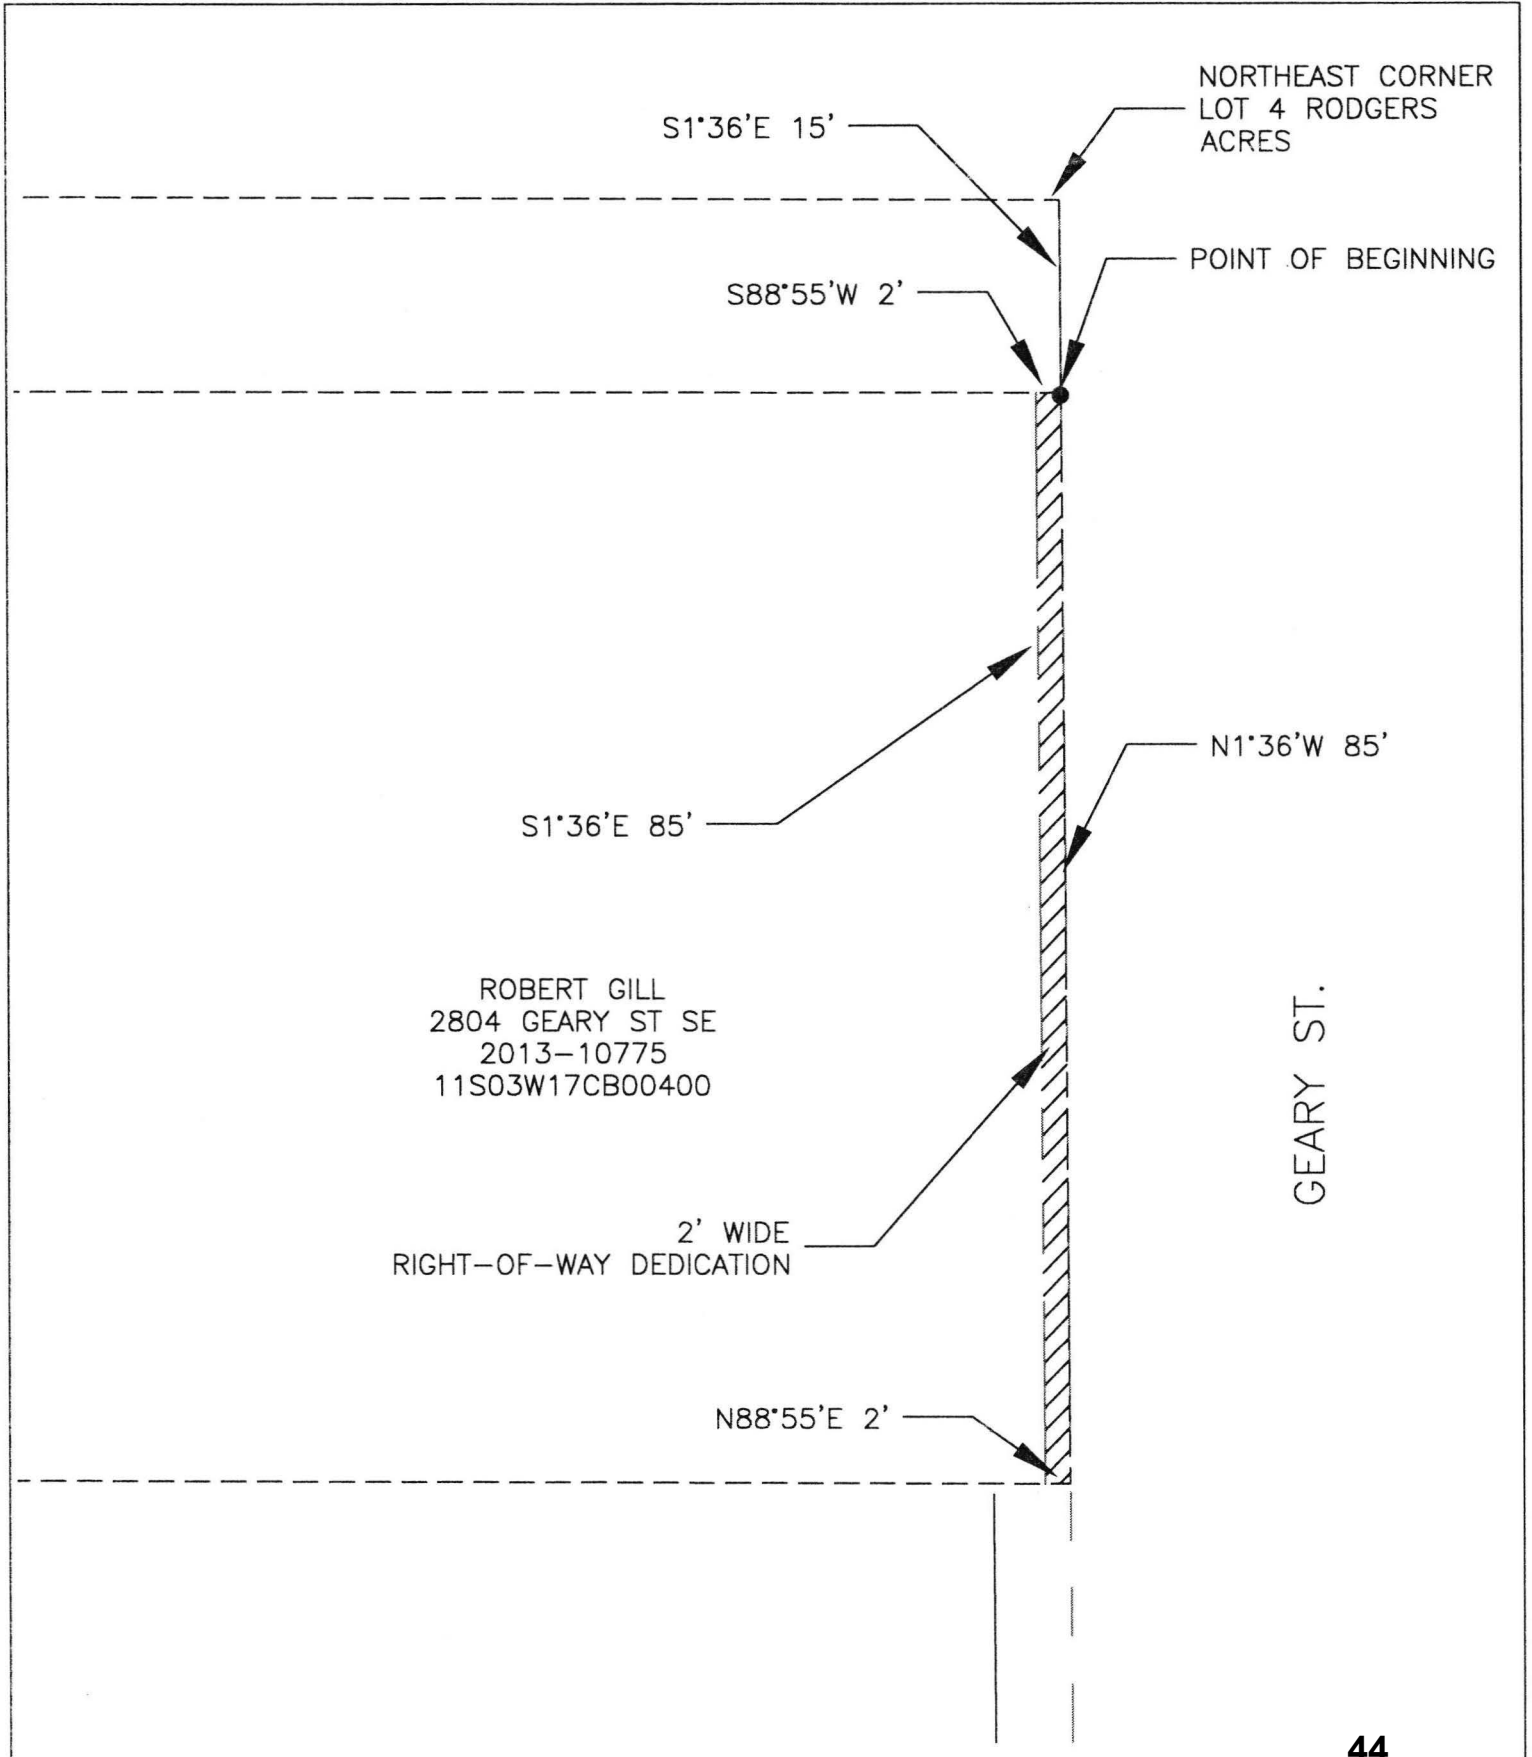 NORTHEAST CORNER
LOT 4 RODGERS
ACRES
S1°36'E 15'
POINT OF BEGINNING
S88°55'W 2'
N1°36'W 85'
S1°36'E 85'
ROBERT GILL
2804 GEARY ST SE
2013-10775
11S03W17CB00400
GEARY ST.
2' WIDE
RIGHT-OF-WAY DEDICATION
N88°55'E 2'
44